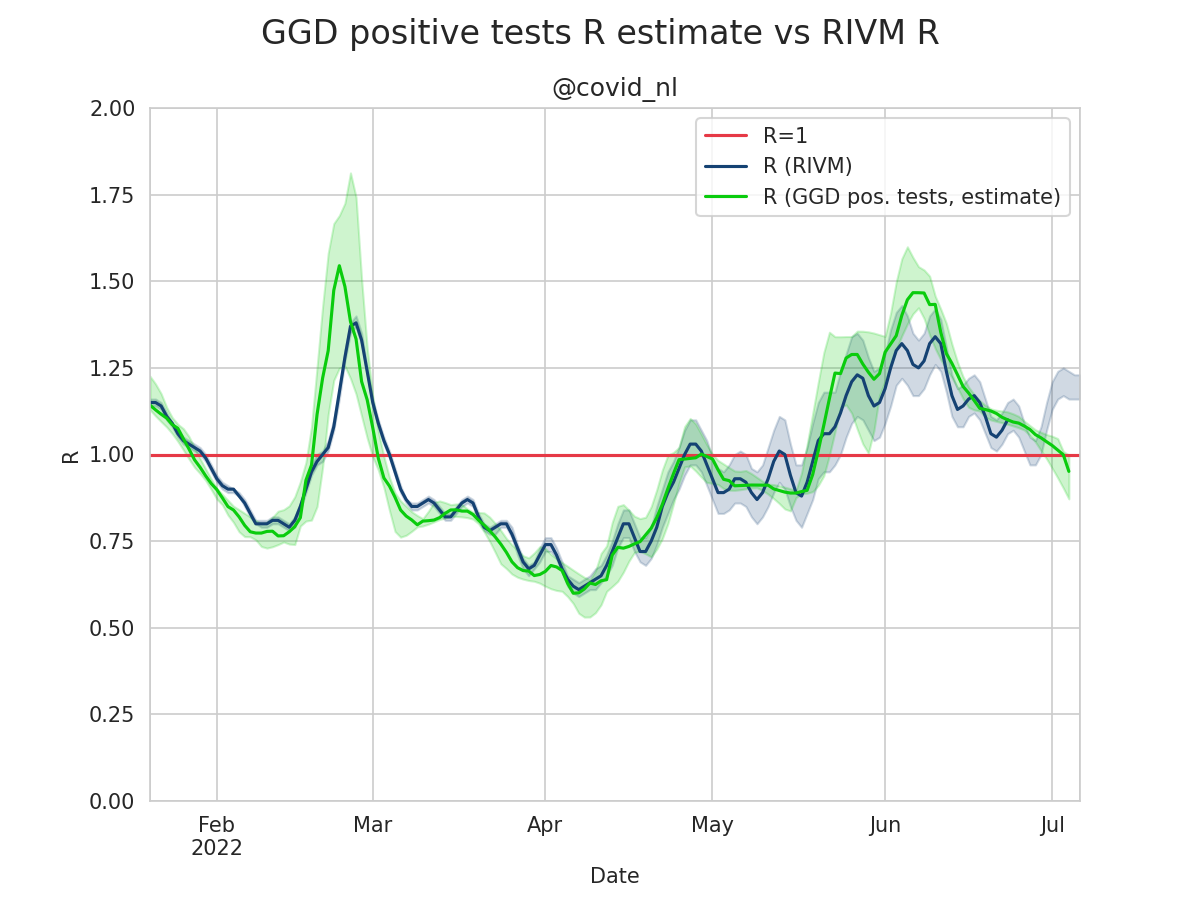 GGD positive tests R estimate vs RIVM R
@covid_nl
R=1
R (RIVM)
R (GGD pos. tests, estimate)
2.00
1.75
1.50
1.25
1.00
0.75
0.50
0.25
0.00
R
Feb
2022
Mar
Apr
May
Jun
Jul
Date